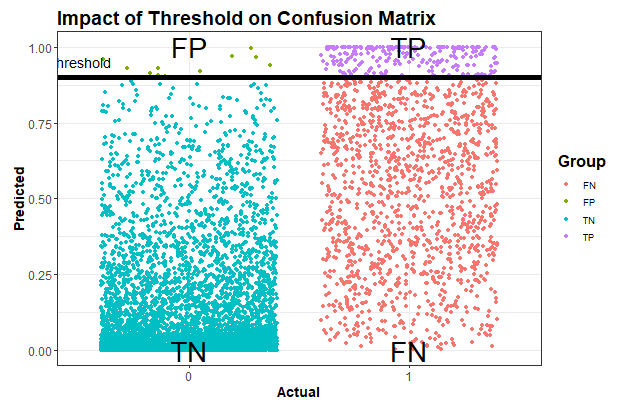 Impact of Threshold on Confusion Matrix
FP
TP
hreshold
1.00
0.75
0.50
0.25
0.00
Predicted
TN
FN
0
1
Actual
Group
FN
FP
TN
TP